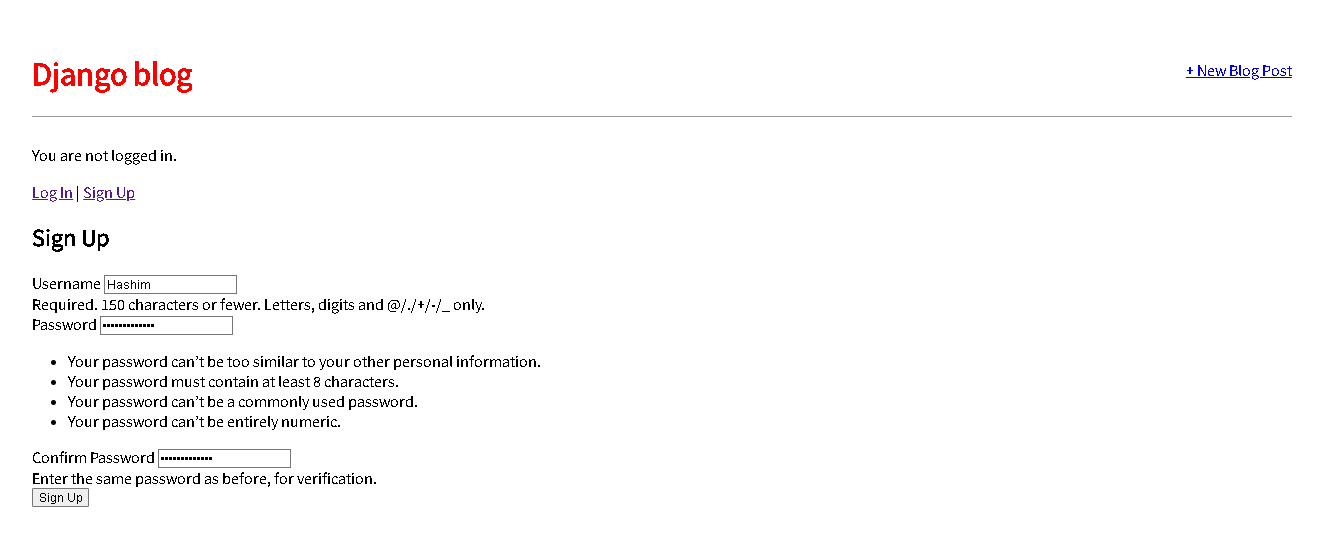 Django blog
+ New Blog Post
You are not logged in.
Log In | Sign Up
Sign Up
Username Hashim
Required. 150 characters or fewer. Letters, digits and @/./+/-/_ only.
Password •••••••••••••
• Your password can’t be too similar to your other personal information.
• Your password must contain at least 8 characters.
• Your password can’t be a commonly used password.
• Your password can’t be entirely numeric.
Confirm Password •••••••••••••
Enter the same password as before, for verification.
Sign Up